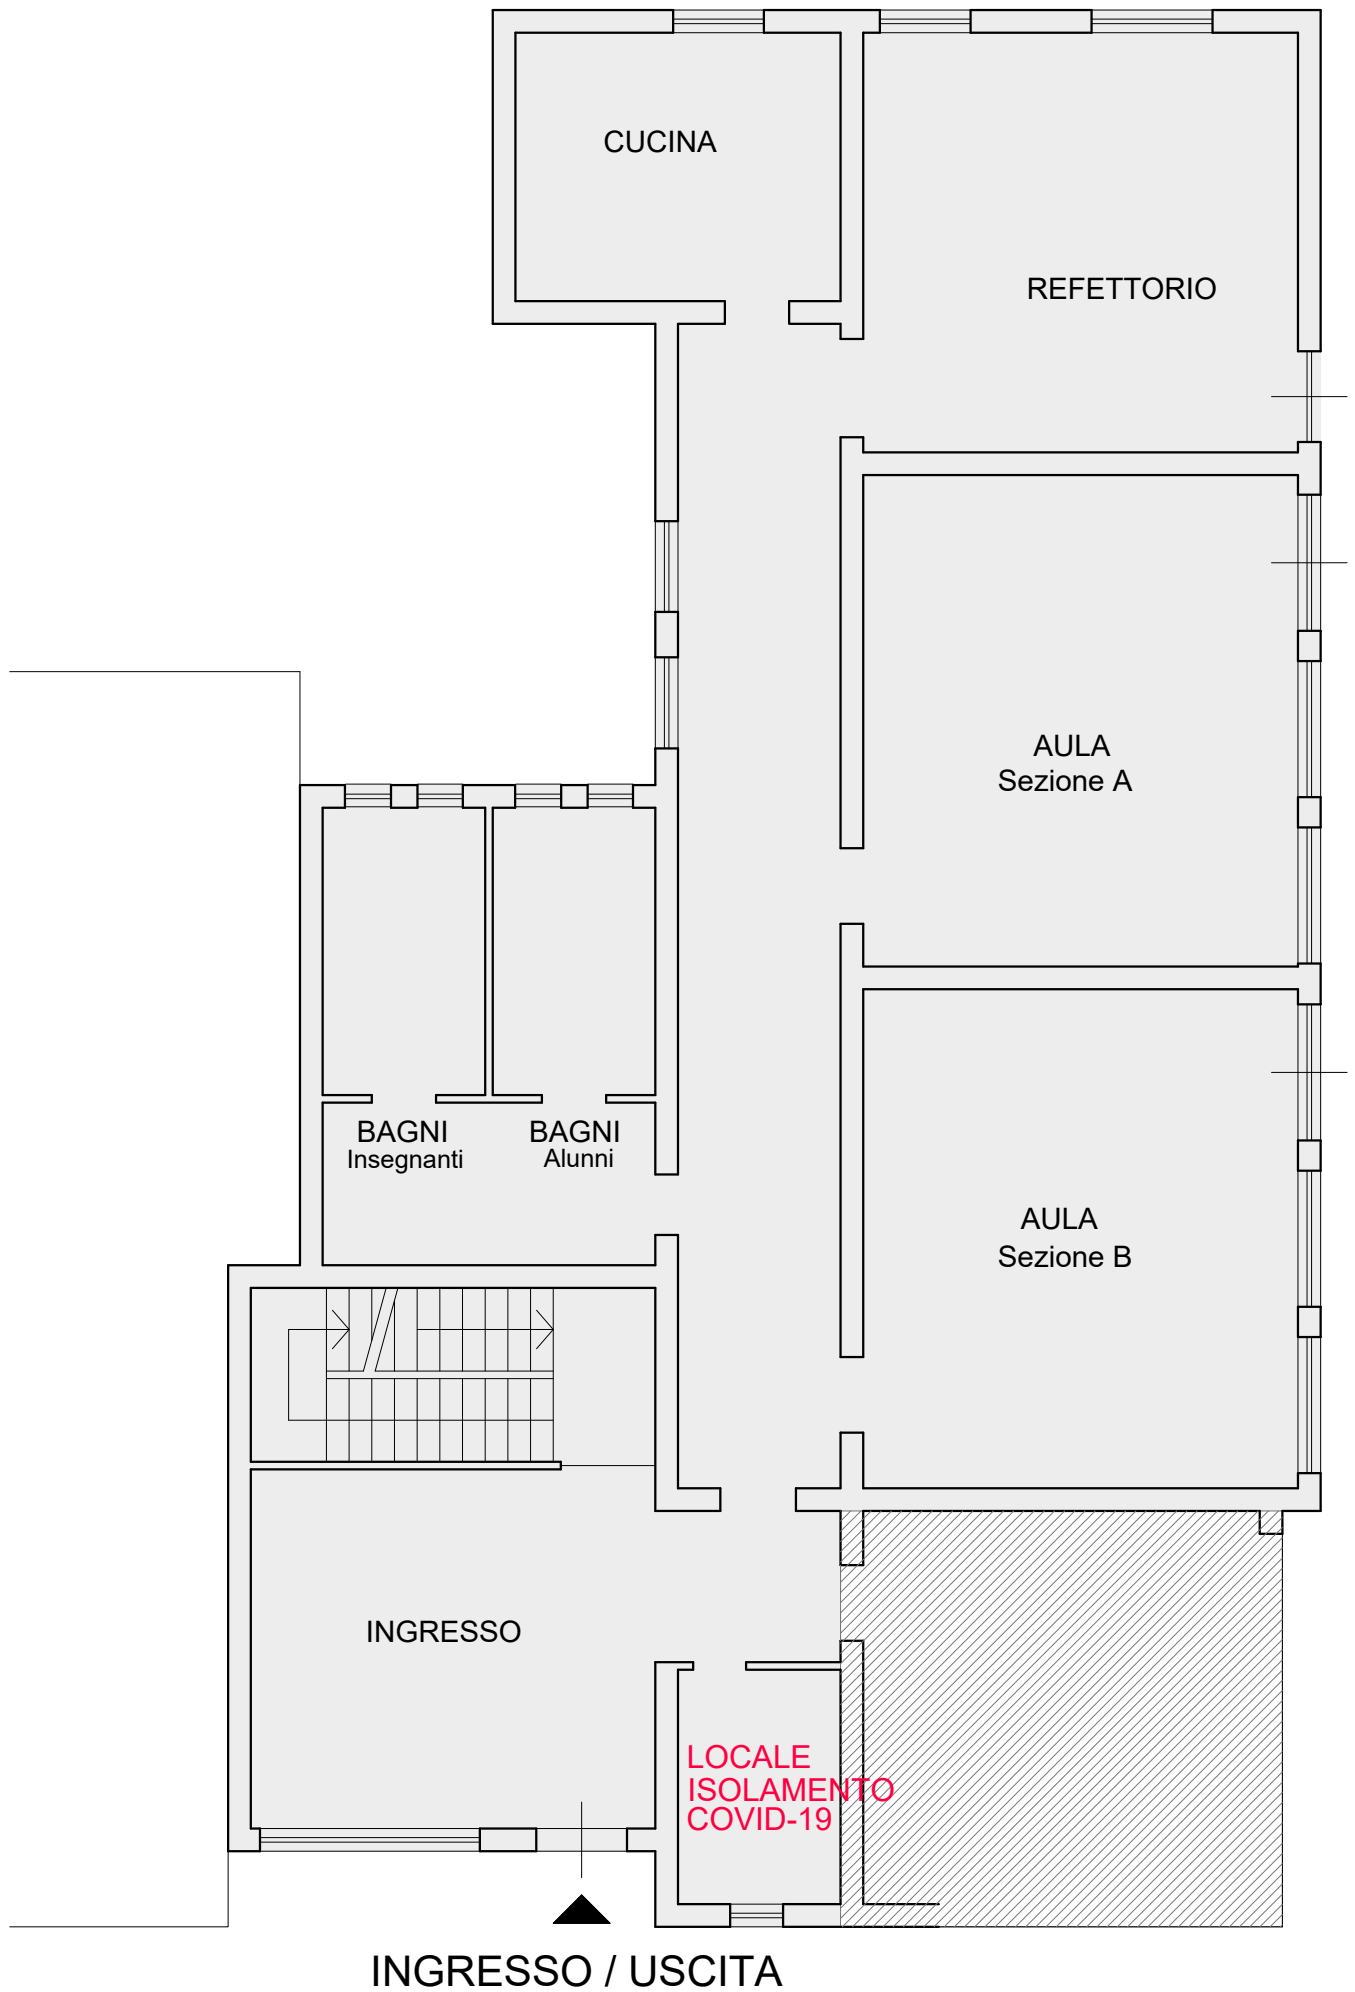 CUCINA
REFETTORIO
AULA
Sezione A
BAGNI
Insegnanti
BAGNI
Alunni
AULA
Sezione B
INGRESSO
LOCALE
ISOLAMENTO
COVID-19
INGRESSO / USCITA